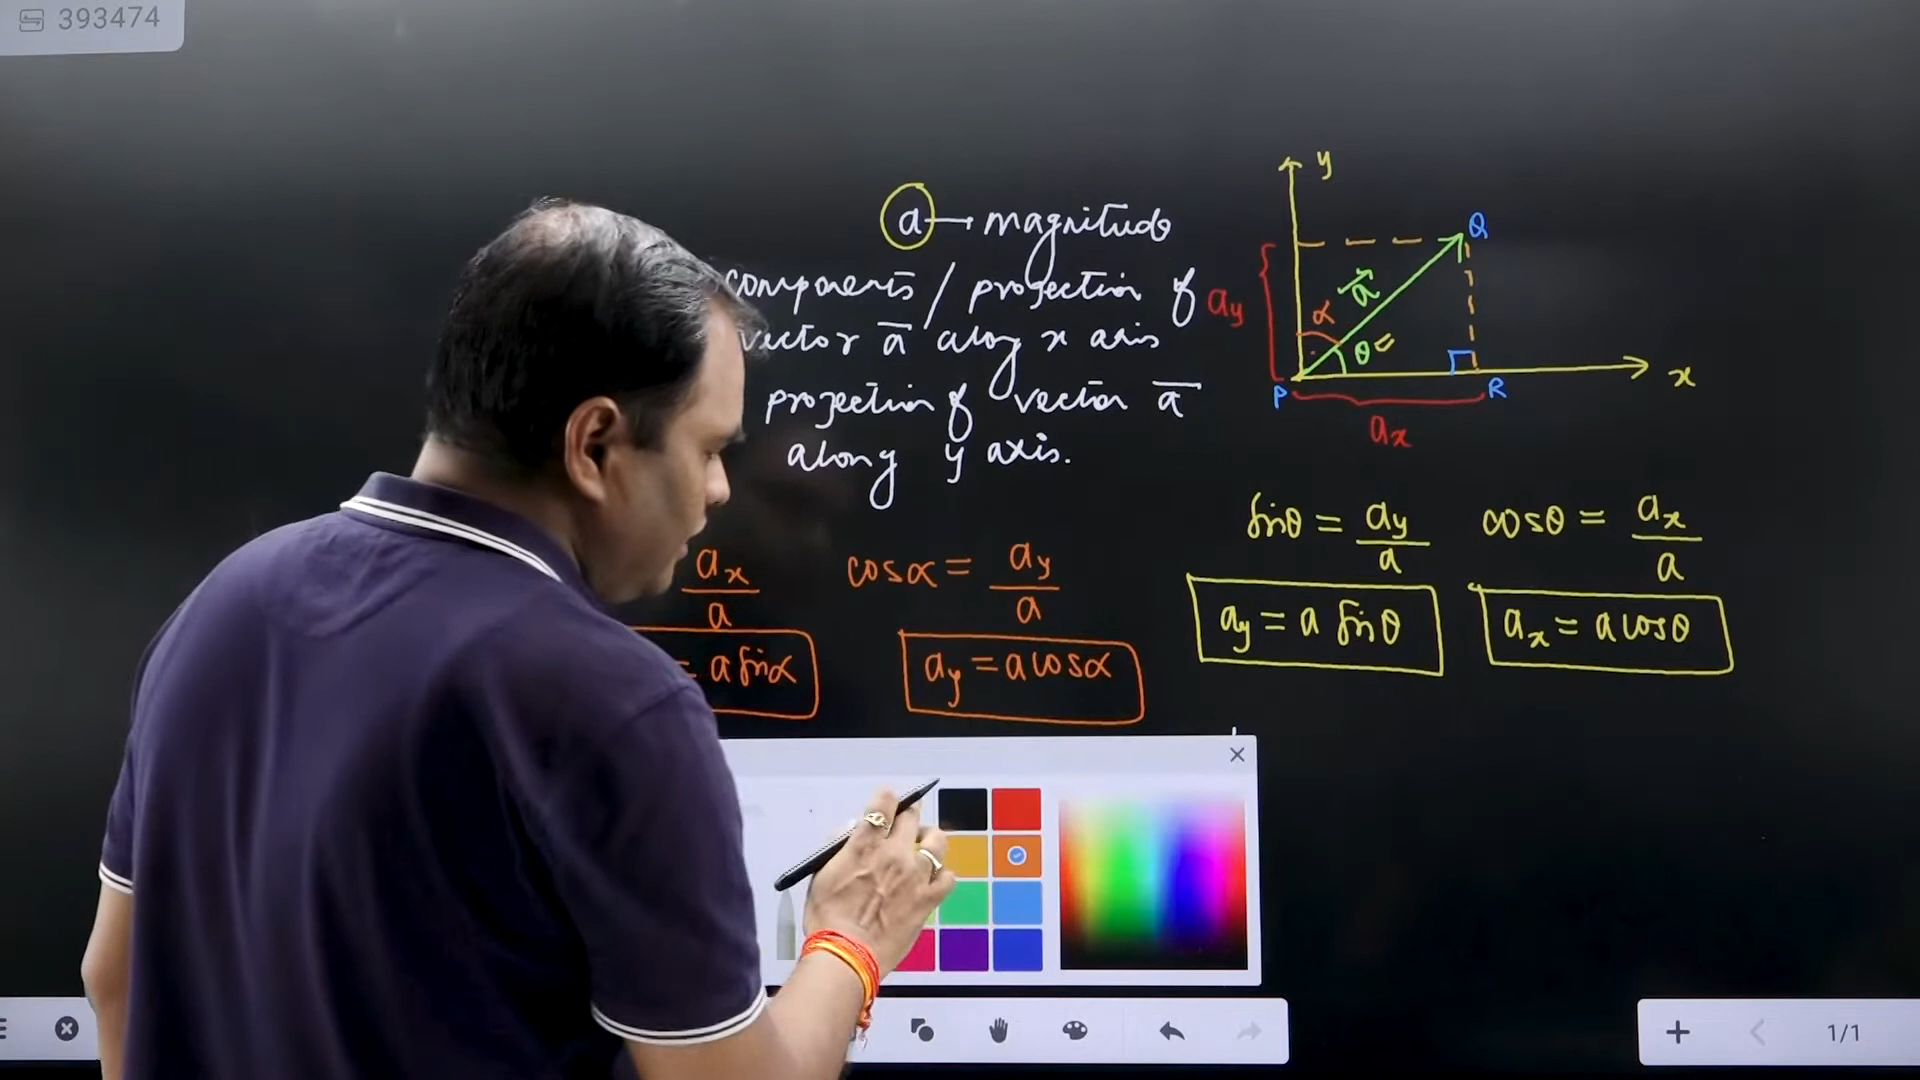 393474
a → magnitude
components / projection of
vector a along x axis
projection of vector a
along y axis.
y
Q
a
ay
α
θ =
P
R
x
ax
sinθ = ay/a cosθ = ax/a
ay = a sinθ ax = a cosθ
ax/a cosα = ay/a
= a sinα ay = a cosα
1/1